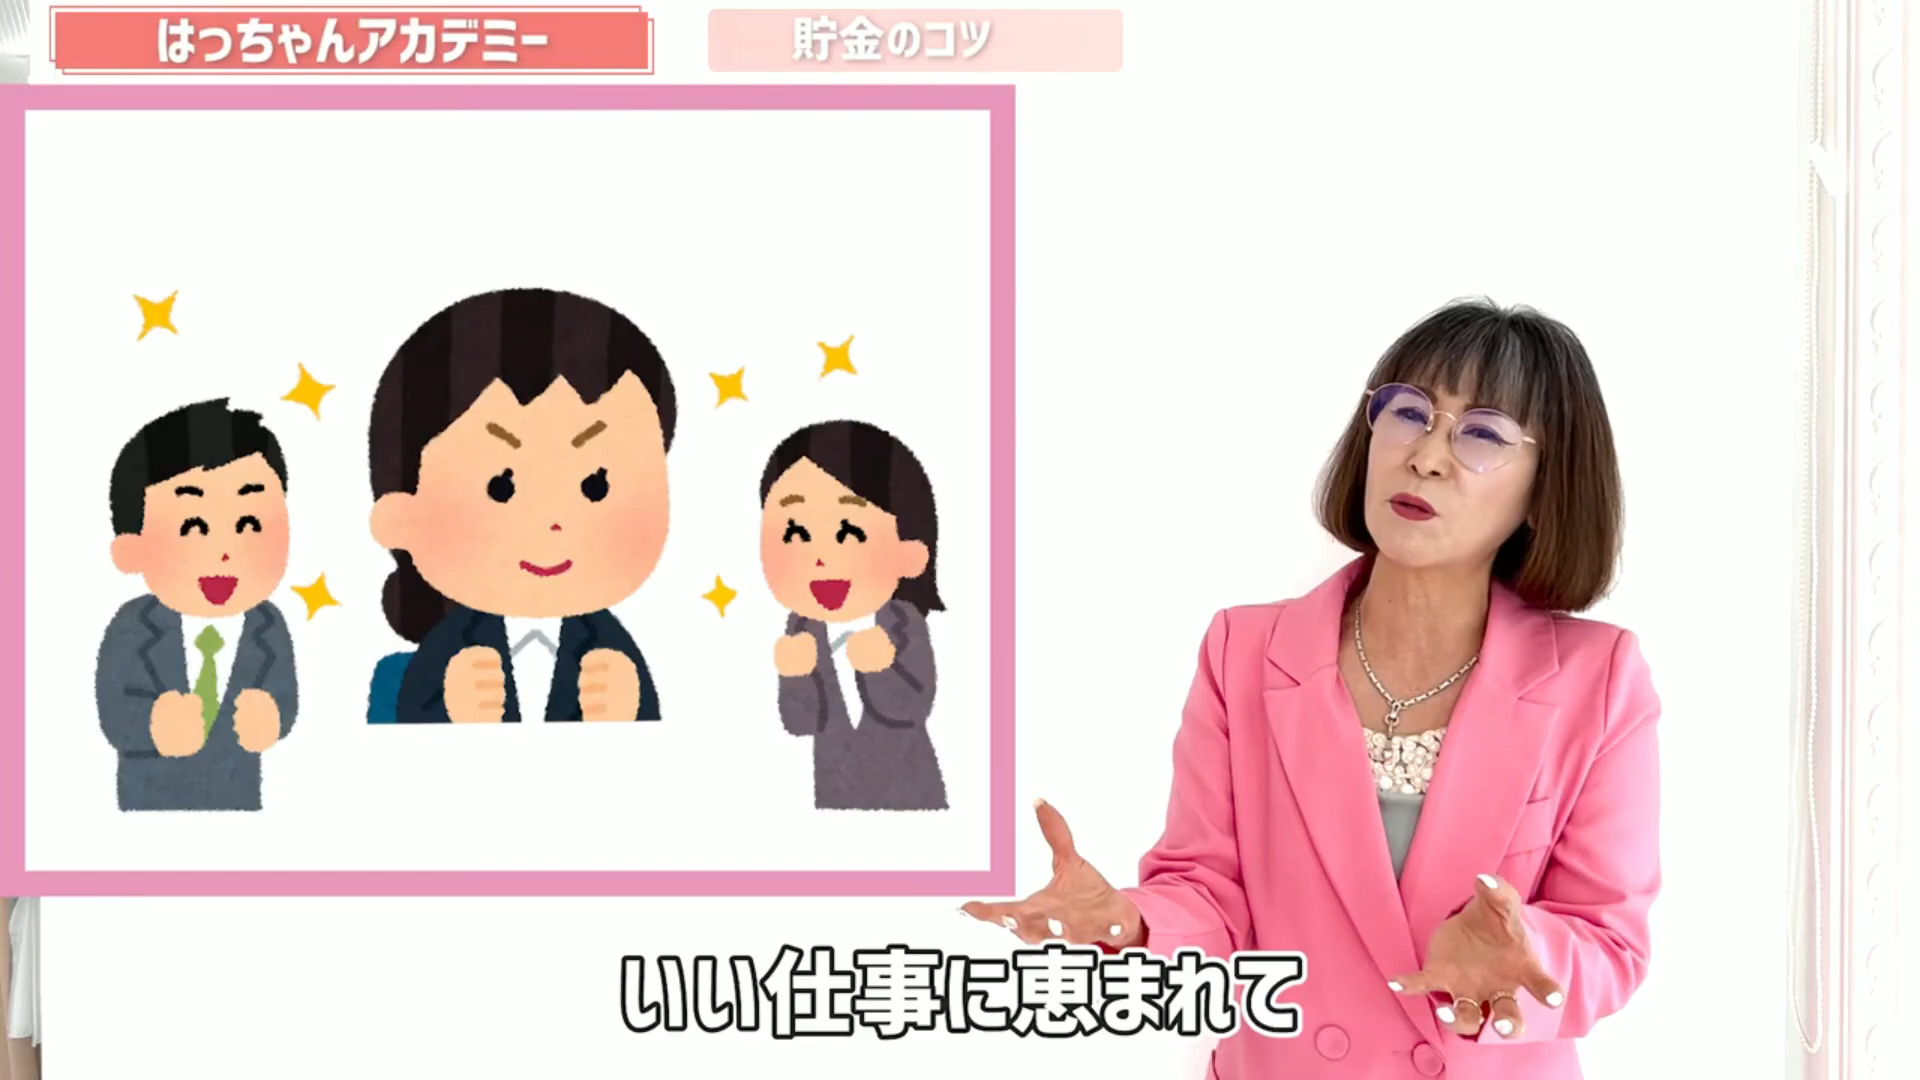 はっちゃんアカデミー
貯金のコツ
いい仕事に恵まれて